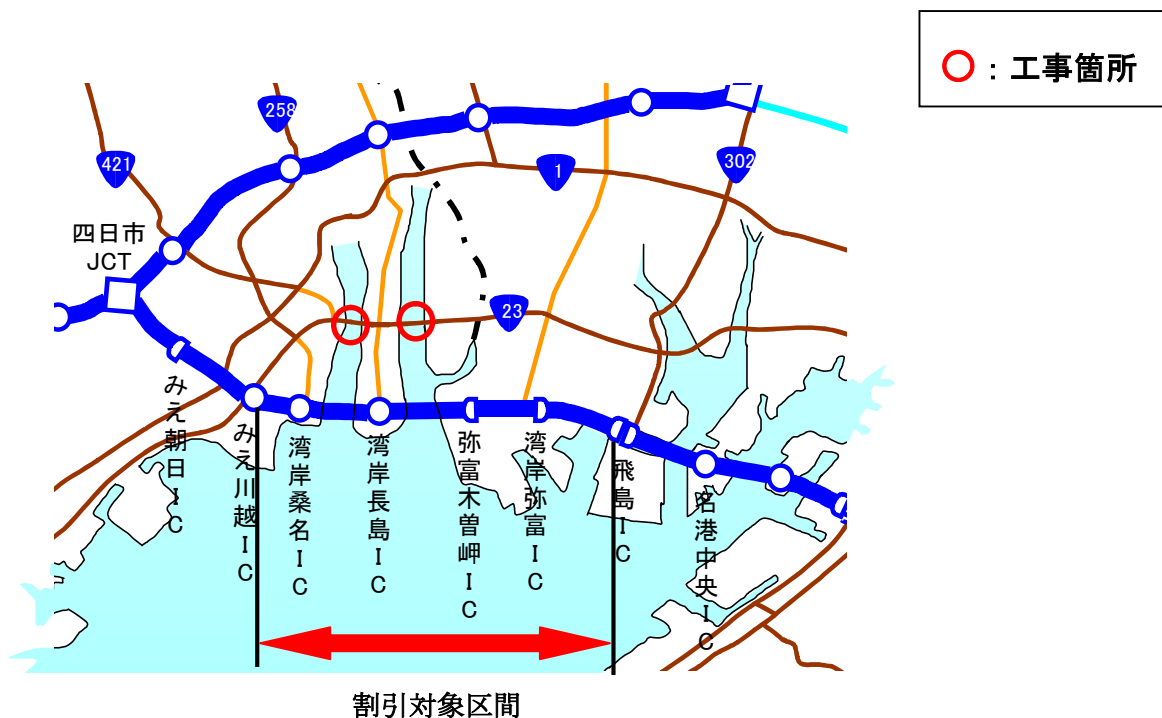 ：工事箇所
258
421
1
302
四日市
JCT
23
みえ朝日IC
みえ川越IC
湾岸桑名IC
湾岸長島IC
弥富木曽岬IC
湾岸弥富IC
飛島IC
名港中央IC
割引対象区間